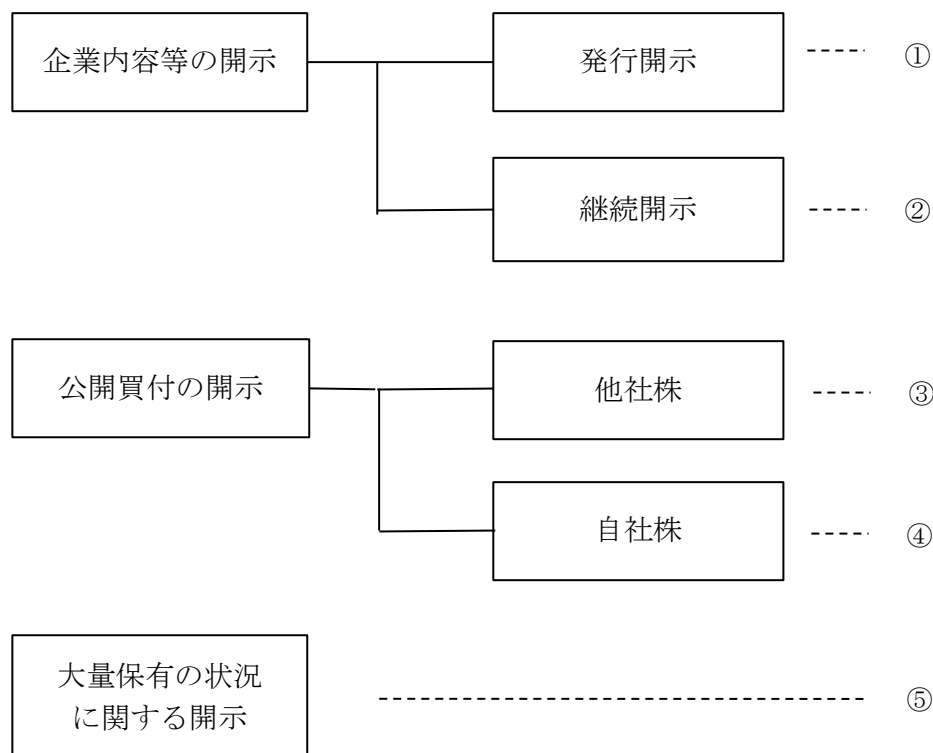 企業内容等の開示
発行開示
①
継続開示
②
公開買付の開示
他社株
③
自社株
④
大量保有の状況
に関する開示
⑤